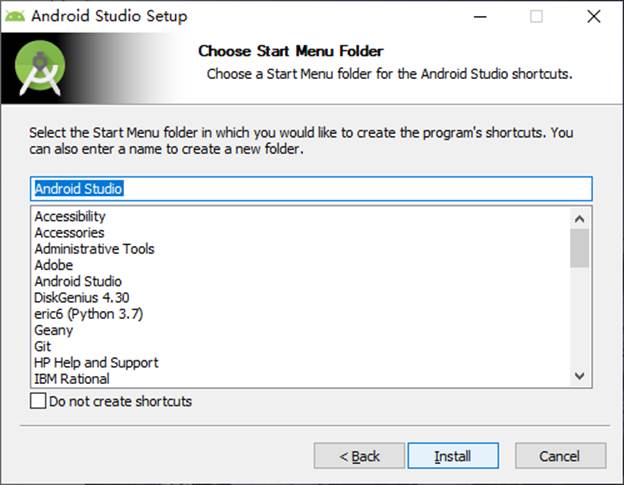 Android Studio Setup
Choose Start Menu Folder
Choose a Start Menu folder for the Android Studio shortcuts.
Select the Start Menu folder in which you would like to create the program's shortcuts. You
can also enter a name to create a new folder.
Android Studio
Accessibility
Accessories
Administrative Tools
Adobe
Android Studio
DiskGenius 4.30
eric6 (Python 3.7)
Geany
Git
HP Help and Support
IBM Rational
Do not create shortcuts
< Back
Install
Cancel